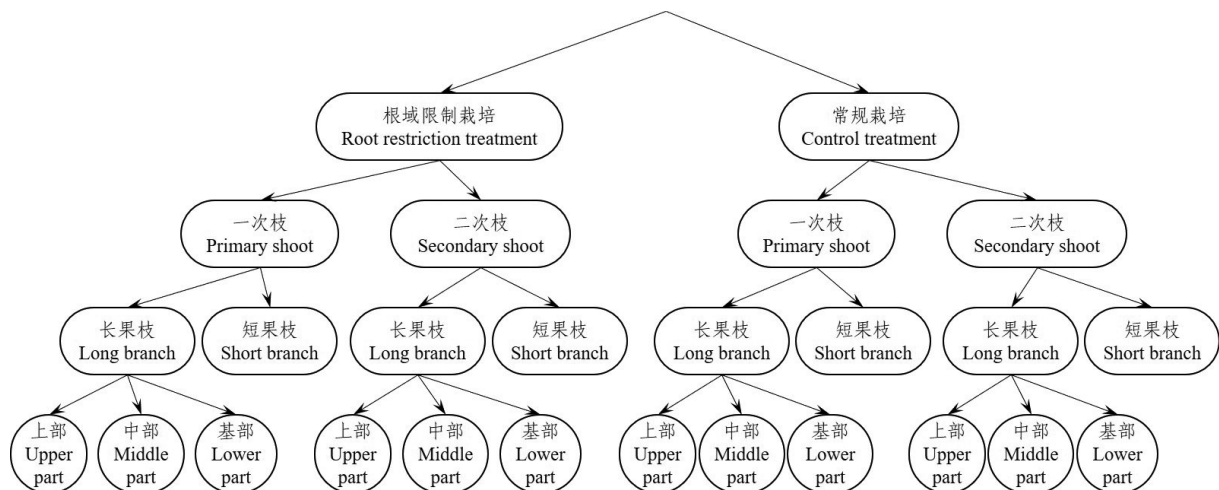 根域限制栽培
Root restriction treatment
常规栽培
Control treatment
一次枝
Primary shoot
二次枝
Secondary shoot
一次枝
Primary shoot
二次枝
Secondary shoot
长果枝
Long branch
短果枝
Short branch
长果枝
Long branch
短果枝
Short branch
长果枝
Long branch
短果枝
Short branch
长果枝
Long branch
短果枝
Short branch
上部
Upper
part
中部
Middle
part
基部
Lower
part
上部
Upper
part
中部
Middle
part
基部
Lower
part
上部
Upper
part
中部
Middle
part
基部
Lower
part
上部
Upper
part
中部
Middle
part
基部
Lower
part